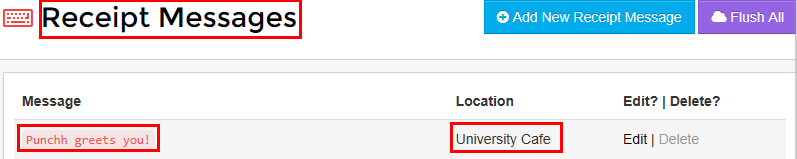 Receipt Messages
Add New Receipt Message
Flush All
Message Location Edit? | Delete?
Punchh greets you! University Cafe Edit | Delete